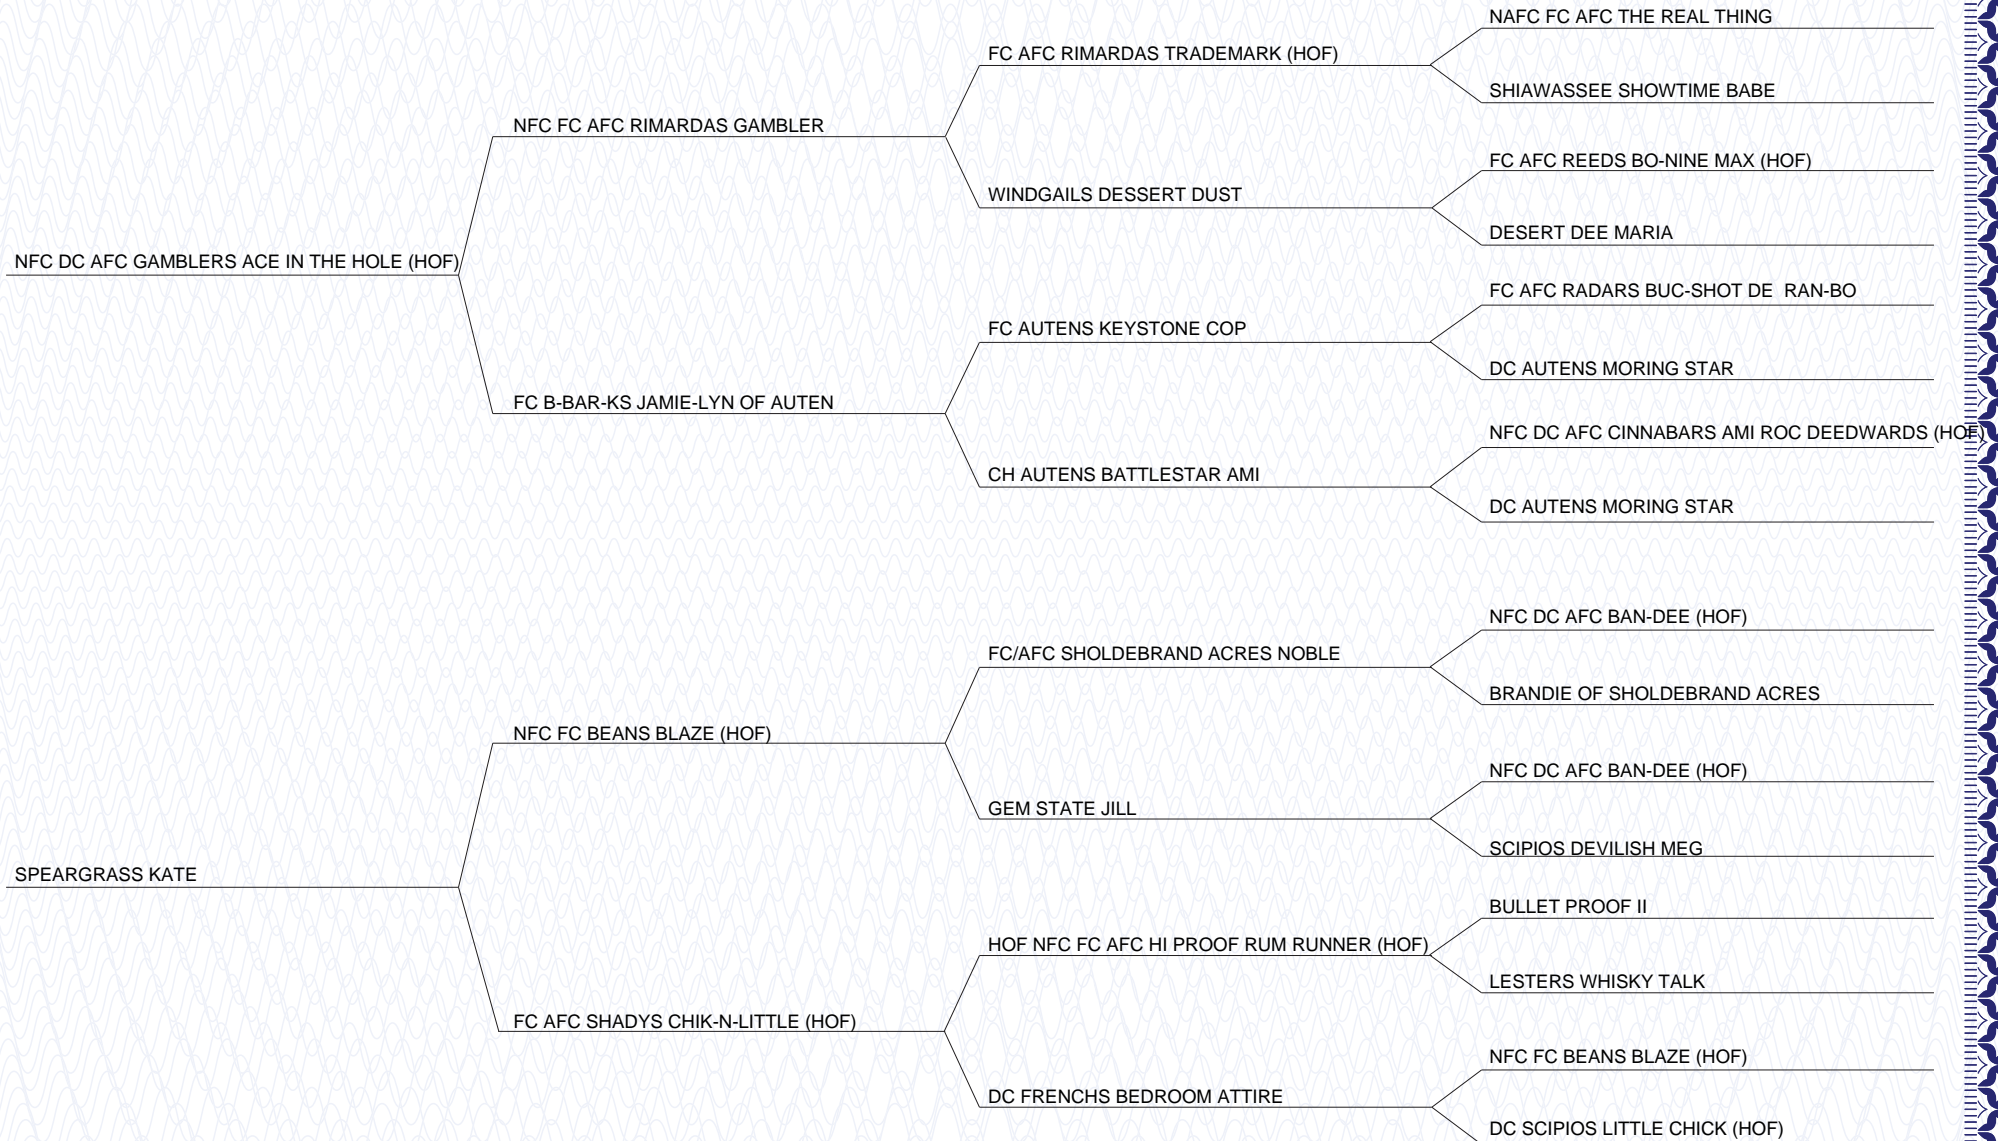 NAFC FC AFC THE REAL THING
FC AFC RIMARDAS TRADEMARK (HOF)
SHIAWASSEE SHOWTIME BABE
NFC FC AFC RIMARDAS GAMBLER
FC AFC REEDS BO-NINE MAX (HOF)
WINDGAILS DESSERT DUST
DESERT DEE MARIA
NFC DC AFC GAMBLERS ACE IN THE HOLE (HOF)
FC AFC RADARS BUC-SHOT DE  RAN-BO
FC AUTENS KEYSTONE COP
DC AUTENS MORING STAR
FC B-BAR-KS JAMIE-LYN OF AUTEN
NFC DC AFC CINNABARS AMI ROC DEEDWARDS (HOF)
CH AUTENS BATTLESTAR AMI
DC AUTENS MORING STAR
NFC DC AFC BAN-DEE (HOF)
FC/AFC SHOLDEBRAND ACRES NOBLE
BRANDIE OF SHOLDEBRAND ACRES
NFC FC BEANS BLAZE (HOF)
NFC DC AFC BAN-DEE (HOF)
GEM STATE JILL
SCIPIOS DEVILISH MEG
SPEARGRASS KATE
BULLET PROOF II
HOF NFC FC AFC HI PROOF RUM RUNNER (HOF)
LESTERS WHISKY TALK
FC AFC SHADYS CHIK-N-LITTLE (HOF)
NFC FC BEANS BLAZE (HOF)
DC FRENCHS BEDROOM ATTIRE
DC SCIPIOS LITTLE CHICK (HOF)